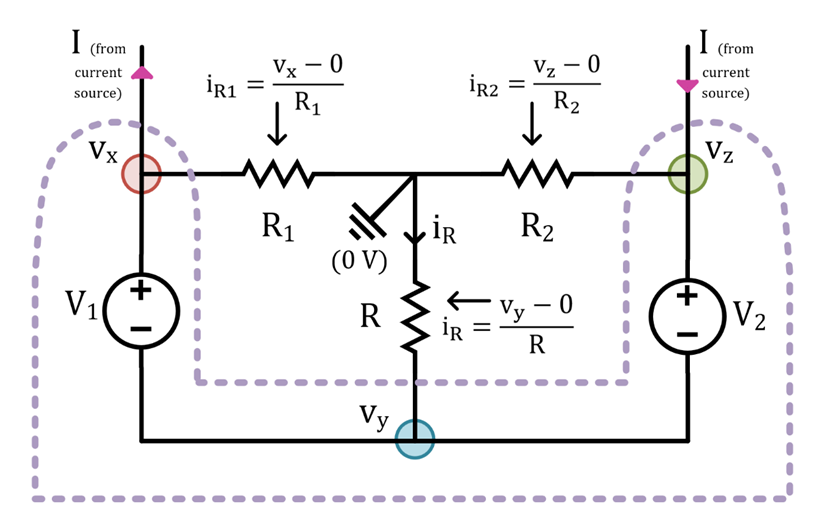 I (from current source)
iR1 = (vx − 0) / R1
iR2 = (vz − 0) / R2
I (from current source)
vx
vz
R1
R2
(0 V)
iR
V1
+
−
R
iR = (vy − 0) / R
+
−
V2
vy